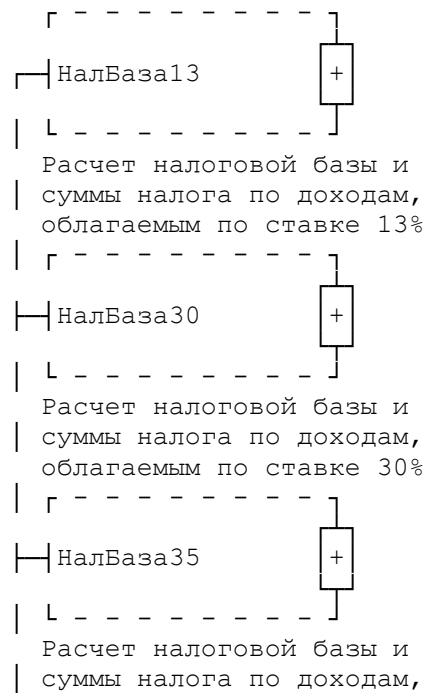 НалБаза13 +
Расчет налоговой базы и
суммы налога по доходам,
облагаемым по ставке 13%
НалБаза30 +
Расчет налоговой базы и
суммы налога по доходам,
облагаемым по ставке 30%
НалБаза35 +
Расчет налоговой базы и
суммы налога по доходам,